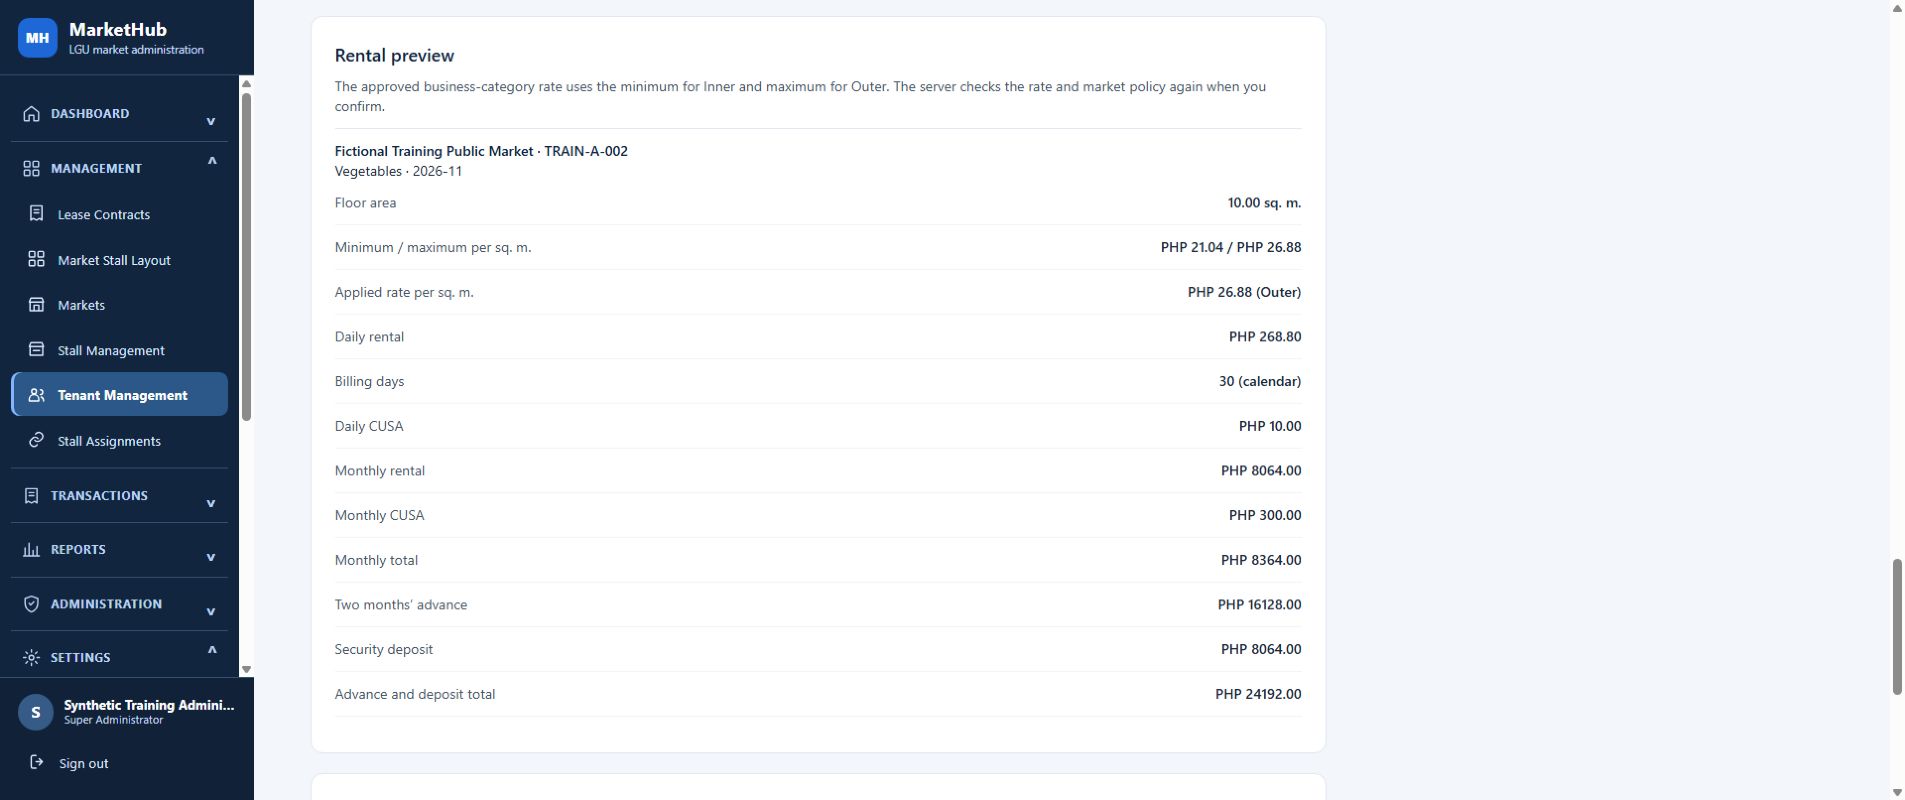 MH
MarketHub
LGU market administration
DASHBOARD
MANAGEMENT
Lease Contracts
Market Stall Layout
Markets
Stall Management
Tenant Management
Stall Assignments
TRANSACTIONS
REPORTS
ADMINISTRATION
SETTINGS
S
Synthetic Training Admini...
Super Administrator
Sign out
Rental preview
The approved business-category rate uses the minimum for Inner and maximum for Outer. The server checks the rate and market policy again when you
confirm.
Fictional Training Public Market · TRAIN-A-002
Vegetables · 2026-11
Floor area 10.00 sq. m.
Minimum / maximum per sq. m. PHP 21.04 / PHP 26.88
Applied rate per sq. m. PHP 26.88 (Outer)
Daily rental PHP 268.80
Billing days 30 (calendar)
Daily CUSA PHP 10.00
Monthly rental PHP 8064.00
Monthly CUSA PHP 300.00
Monthly total PHP 8364.00
Two months’ advance PHP 16128.00
Security deposit PHP 8064.00
Advance and deposit total PHP 24192.00